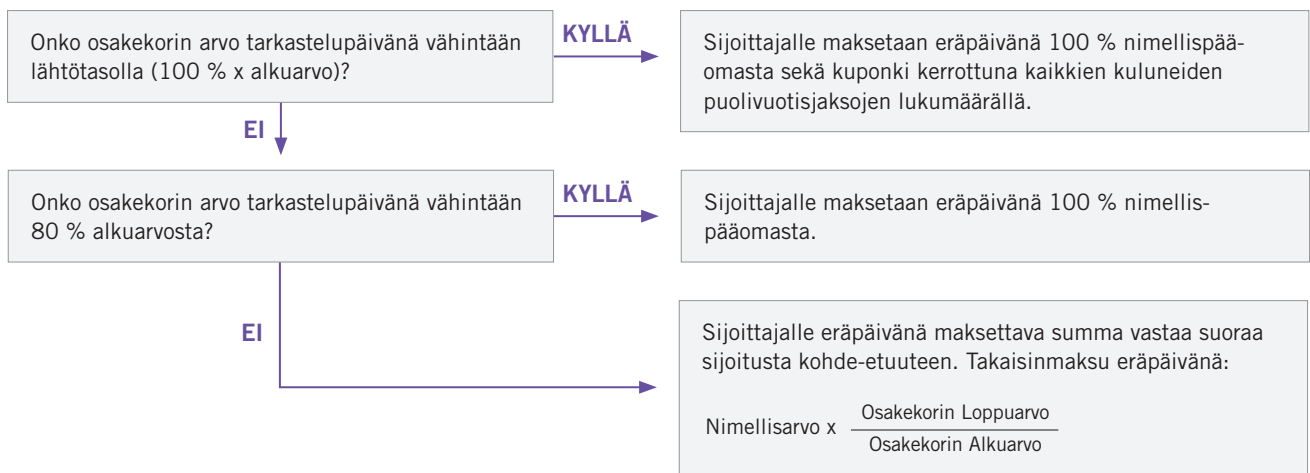 Onko osakekorin arvo tarkastelupäivänä vähintään
lähtötasolla (100 % x alkuarvo)?
KYLLÄ
Sijoittajalle maksetaan eräpäivänä 100 % nimellispää-
omasta sekä kuponki kerrottuna kaikkien kuluneiden
puolivuotisjaksojen lukumäärällä.
EI
Onko osakekorin arvo tarkastelupäivänä vähintään
80 % alkuarvosta?
KYLLÄ
Sijoittajalle maksetaan eräpäivänä 100 % nimellis-
pääomasta.
EI
Sijoittajalle eräpäivänä maksettava summa vastaa suoraa
sijoitusta kohde-etuuteen. Takaisinmaksu eräpäivänä:
Nimellisarvo x
Osakekorin Loppuarvo
Osakekorin Alkuarvo